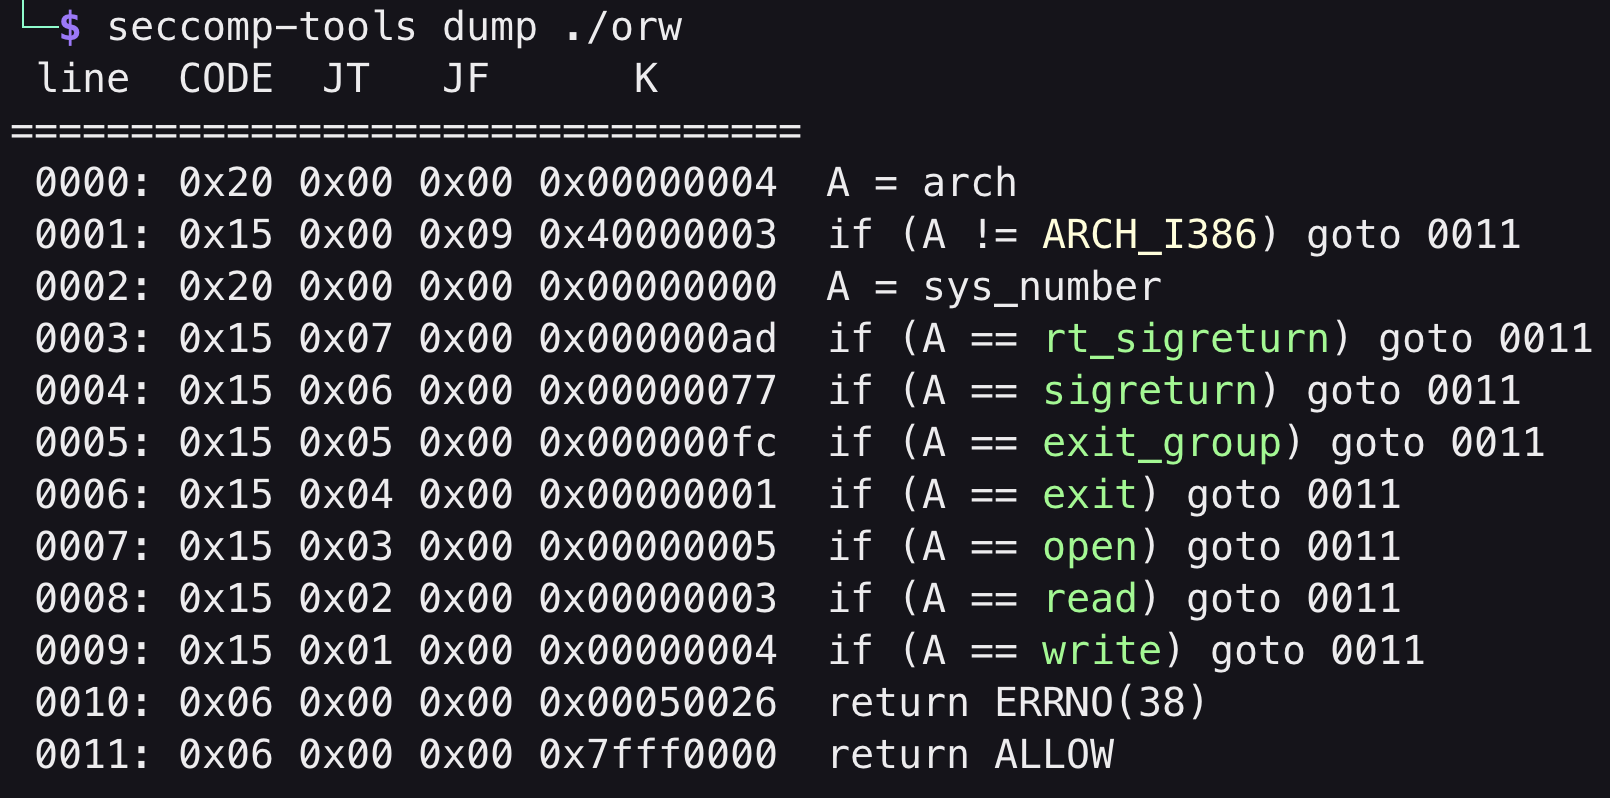 └─$ seccomp-tools dump ./orw
 line  CODE  JT   JF      K
=================================
 0000: 0x20 0x00 0x00 0x00000004  A = arch
 0001: 0x15 0x00 0x09 0x40000003  if (A != ARCH_I386) goto 0011
 0002: 0x20 0x00 0x00 0x00000000  A = sys_number
 0003: 0x15 0x07 0x00 0x000000ad  if (A == rt_sigreturn) goto 0011
 0004: 0x15 0x06 0x00 0x00000077  if (A == sigreturn) goto 0011
 0005: 0x15 0x05 0x00 0x000000fc  if (A == exit_group) goto 0011
 0006: 0x15 0x04 0x00 0x00000001  if (A == exit) goto 0011
 0007: 0x15 0x03 0x00 0x00000005  if (A == open) goto 0011
 0008: 0x15 0x02 0x00 0x00000003  if (A == read) goto 0011
 0009: 0x15 0x01 0x00 0x00000004  if (A == write) goto 0011
 0010: 0x06 0x00 0x00 0x00050026  return ERRNO(38)
 0011: 0x06 0x00 0x00 0x7fff0000  return ALLOW